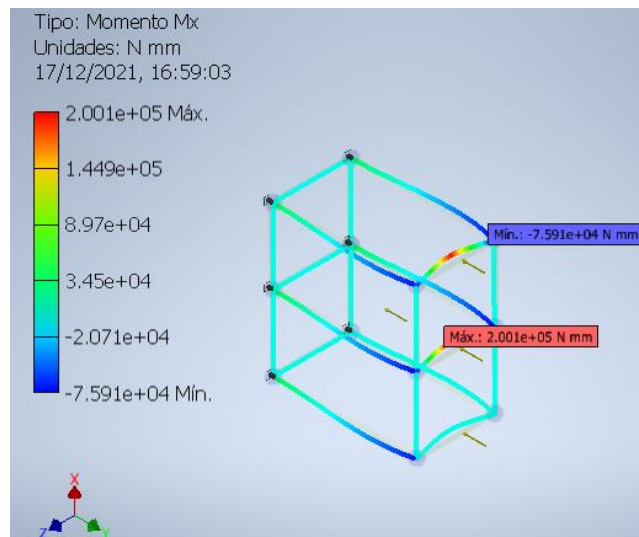 Tipo: Momento Mx
Unidades: N mm
17/12/2021, 16:59:03
2.001e+05 Máx.
1.449e+05
8.97e+04
3.45e+04
-2.071e+04
-7.591e+04 Mín.
Mín.: -7.591e+04 N mm
Máx.: 2.001e+05 N mm
X
Z
Y